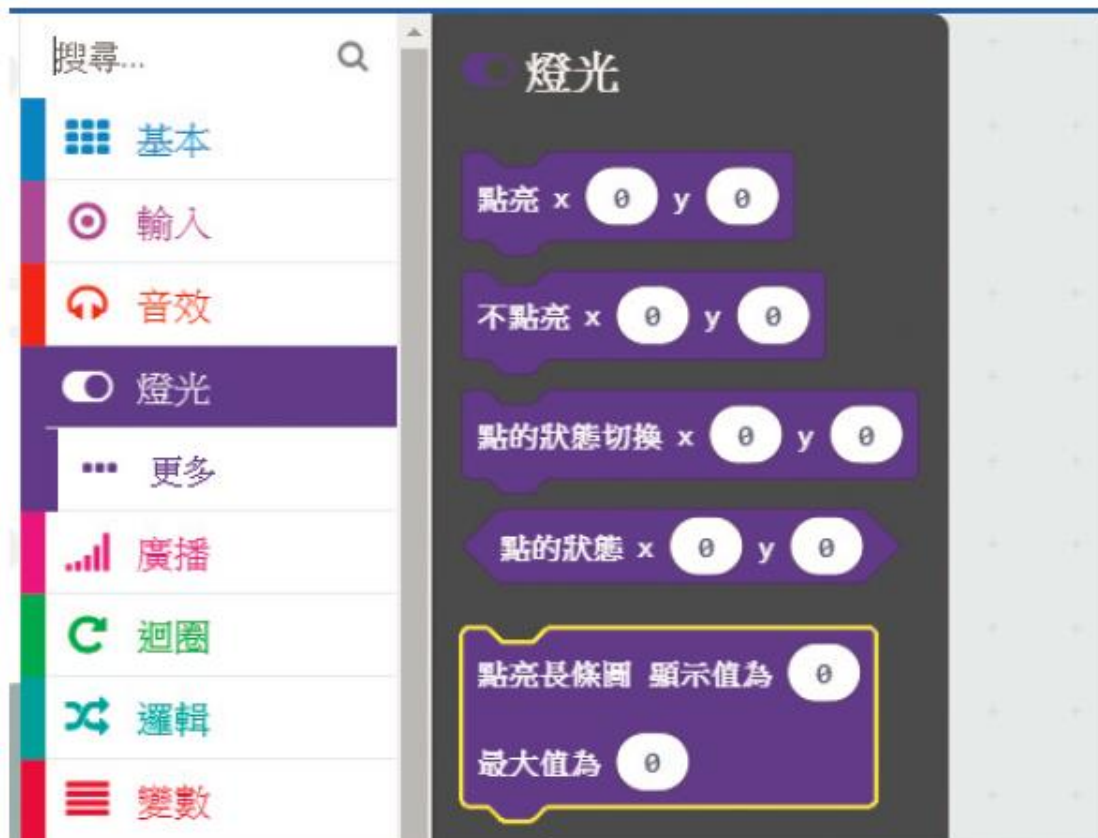 搜尋...
基本
輸入
音效
燈光
更多
廣播
迴圈
邏輯
變數
燈光
點亮 x 0 y 0
不點亮 x 0 y 0
點的狀態切換 x 0 y 0
點的狀態 x 0 y 0
點亮長條圖 顯示值為 0
最大值為 0